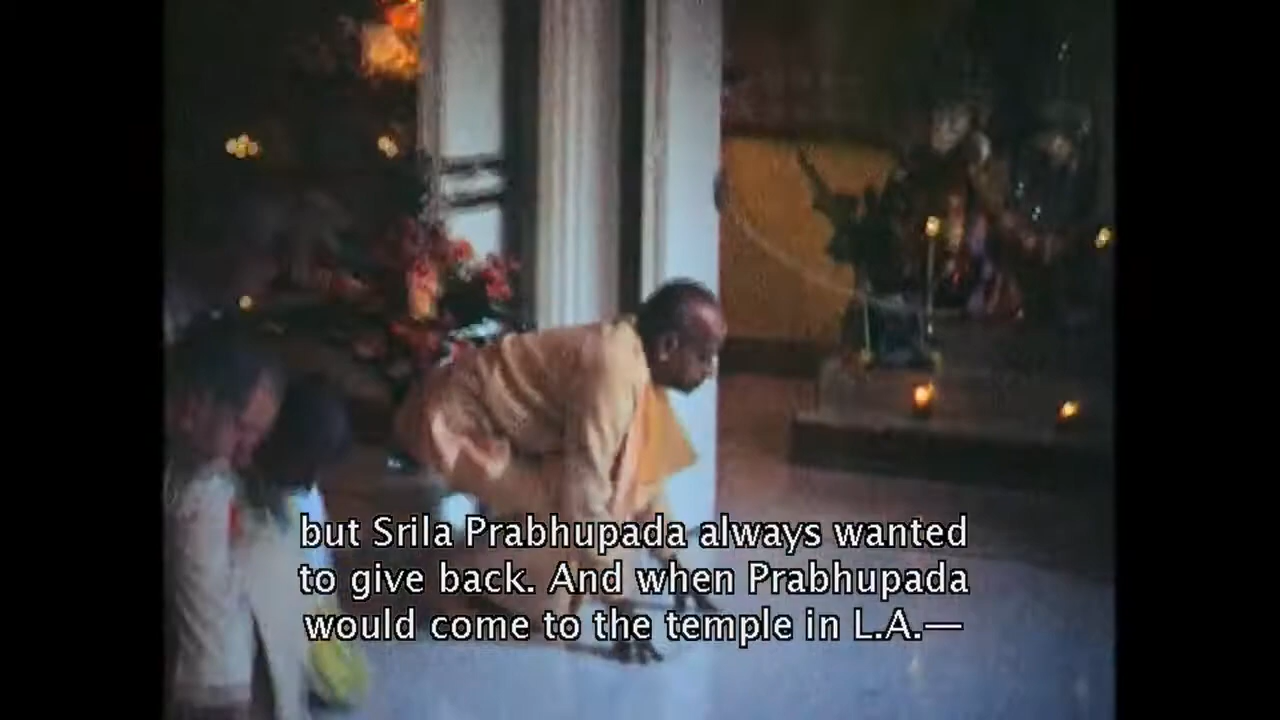 but Srila Prabhupada always wanted
to give back. And when Prabhupada
would come to the temple in L.A.—